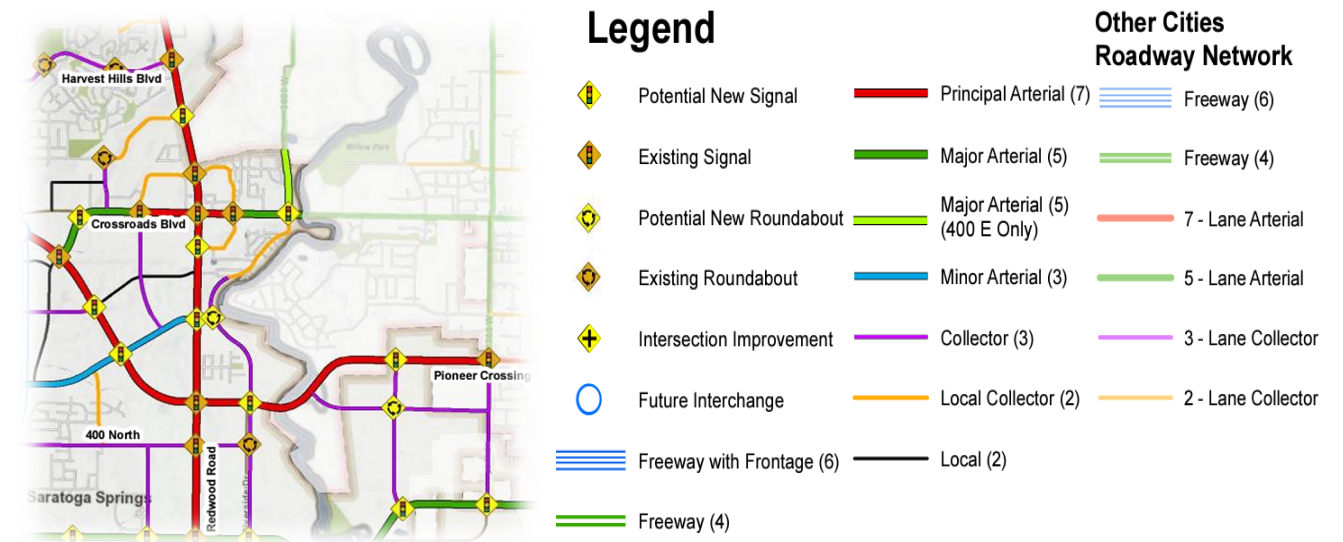 Harvest Hills Blvd
Willow Park
Crossroads Blvd
Pioneer Crossing
400 North
Redwood Road
Saratoga Springs
Legend
Potential New Signal
Existing Signal
Potential New Roundabout
Existing Roundabout
Intersection Improvement
Future Interchange
Freeway with Frontage (6)
Freeway (4)
Principal Arterial (7)
Major Arterial (5)
Major Arterial (5)
(400 E Only)
Minor Arterial (3)
Collector (3)
Local Collector (2)
Local (2)
Other Cities
Roadway Network
Freeway (6)
Freeway (4)
7 - Lane Arterial
5 - Lane Arterial
3 - Lane Collector
2 - Lane Collector